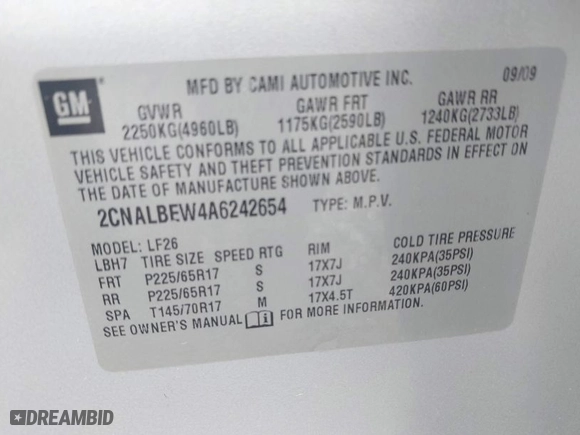 GM
MFD BY CAMI AUTOMOTIVE INC. 09/09
GVWR GAWR FRT GAWR RR
2250KG(4960LB) 1175KG(2590LB) 1240KG(2733LB)
THIS VEHICLE CONFORMS TO ALL APPLICABLE U.S. FEDERAL MOTOR
VEHICLE SAFETY AND THEFT PREVENTION STANDARDS IN EFFECT ON
THE DATE OF MANUFACTURE SHOWN ABOVE.
2CNALBEW4A6242654 TYPE: M.P.V.
MODEL: LF26
LBH7 TIRE SIZE SPEED RTG RIM COLD TIRE PRESSURE
FRT P225/65R17 S 17X7J 240KPA(35PSI)
RR P225/65R17 S 17X7J 240KPA(35PSI)
SPA T145/70R17 M 17X4.5T 420KPA(60PSI)
SEE OWNER'S MANUAL i FOR MORE INFORMATION.
DREAMBID